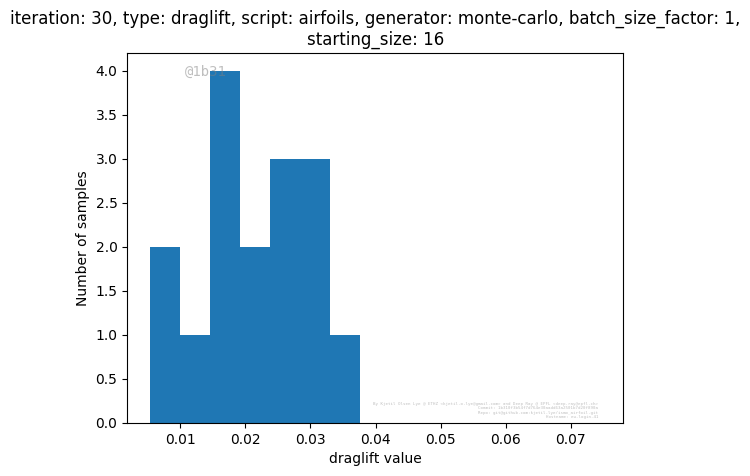 iteration: 30, type: draglift, script: airfoils, generator: monte-carlo, batch_size_factor: 1,
starting_size: 16
@1b31
4.0
3.5
3.0
2.5
2.0
1.5
1.0
0.5
0.0
Number of samples
0.01 0.02 0.03 0.04 0.05 0.06 0.07
draglift value